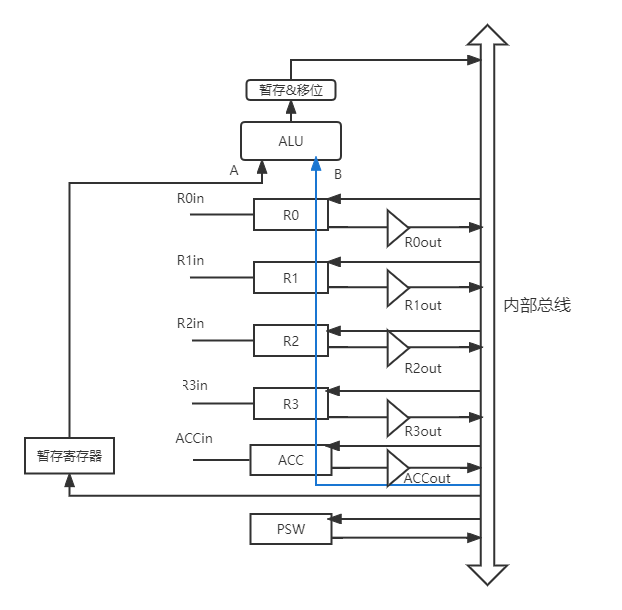 暂存&移位
ALU
A
B
R0in
R0
R0out
R1in
R1
R1out
内部总线
R2in
R2
R2out
R3in
R3
R3out
ACCin
暂存寄存器
ACC
ACCout
PSW